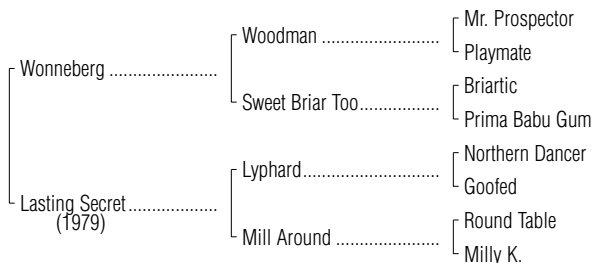 Mr. Prospector
Woodman ........................
Playmate
Wonneberg ......................
Briartic
Sweet Briar Too................
Prima Babu Gum
Northern Dancer
Lyphard...........................
Goofed
Lasting Secret..................
(1979)
Round Table
Mill Around .....................
Milly K.